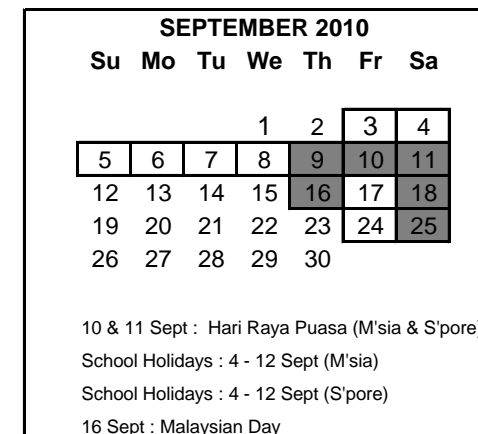 SEPTEMBER 2010
Su Mo Tu We Th Fr Sa
1 2 3 4
5 6 7 8 9 10 11
12 13 14 15 16 17 18
19 20 21 22 23 24 25
26 27 28 29 30
10 & 11 Sept : Hari Raya Puasa (M'sia & S'pore)
School Holidays : 4 - 12 Sept (M'sia)
School Holidays : 4 - 12 Sept (S'pore)
16 Sept : Malaysian Day